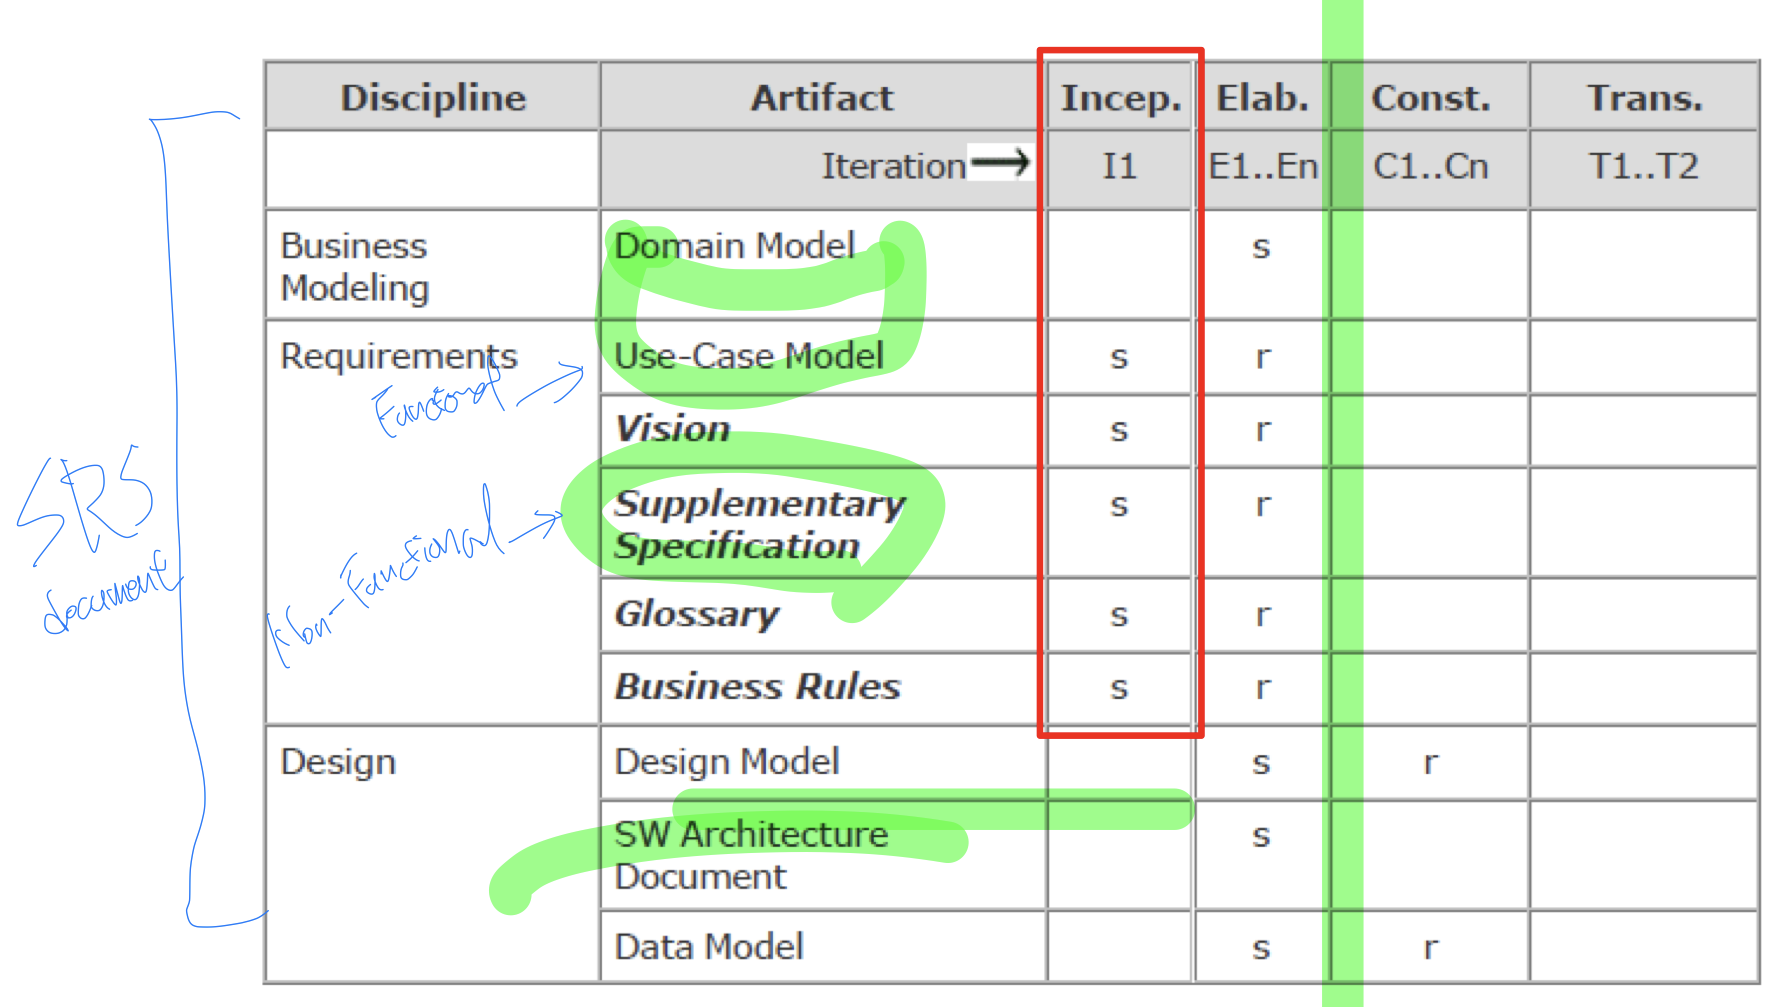 Discipline Artifact Incep. Elab. Const. Trans.
Iteration→ I1 E1..En C1..Cn T1..T2
Business
Modeling
Domain Model s
Requirements
Use-Case Model s r
Functional →
Vision s r
Supplementary
Specification
s r
Non-Functional →
Glossary s r
Business Rules s r
Design
Design Model s r
SW Architecture
Document
s
Data Model s r
SRS
document